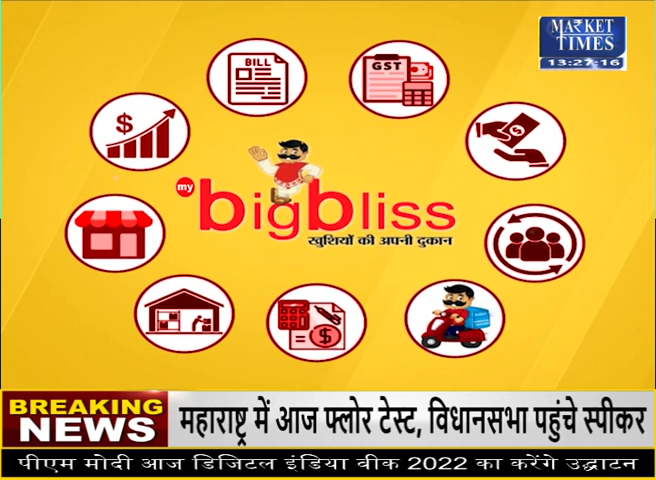 MARKET
TIMES
13:27:16
BILL
GST
$
my
bigbliss
खुशियों की अपनी दुकान
= $
BREAKING
NEWS
महाराष्ट्र में आज फ्लोर टेस्ट, विधानसभा पहुंचे स्पीकर
पीएम मोदी आज डिजिटल इंडिया वीक 2022 का करेंगे उद्घाटन